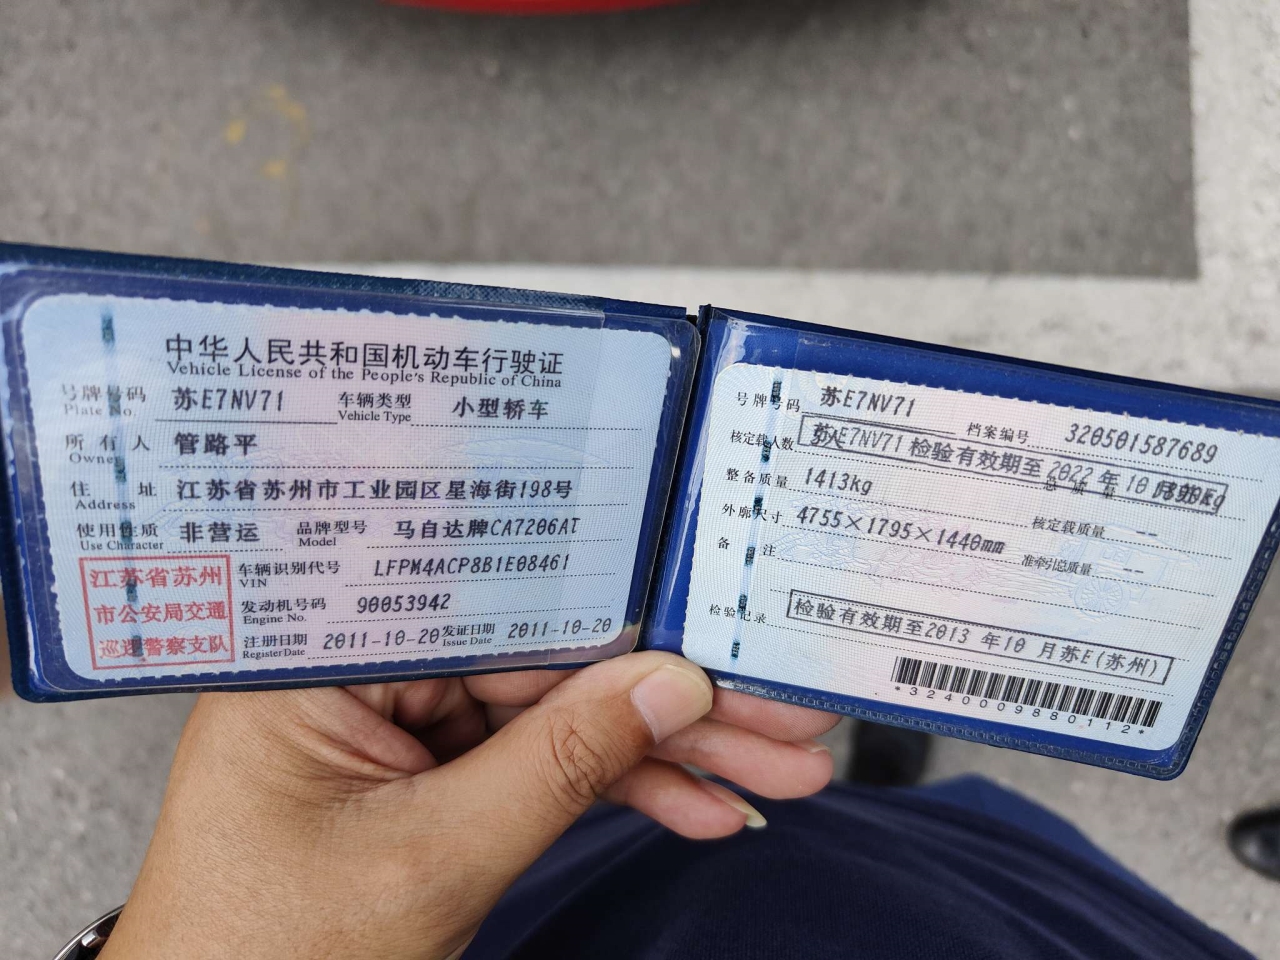 中华人民共和国机动车行驶证
Vehicle License of the People's Republic of China
号牌号码 苏E7NV71 车辆类型 小型轿车
Plate No. Vehicle Type
所有人 管路平
Owner
住址 江苏省苏州市工业园区星海街198号
Address
使用性质 非营运 品牌型号 马自达牌CA7206AT
Use Character Model
江苏省苏州
市公安局交通
巡逻警察支队
车辆识别代号 LFPM4ACP8B1E08461
VIN
发动机号码 90053942
Engine No.
注册日期 2011-10-20 发证日期 2011-10-20
Register Date Issue Date
号牌号码 苏E7NV71 档案编号 320501587689
核定载人数 苏E7NV71 检验有效期至 2022 年 10 总质量
整备质量 1413kg 核定载质量 --
外廓尺寸 4755×1795×1440mm 准牵引总质量 --
备注
检验记录 检验有效期至2013 年10 月苏E(苏州)
*3240009880112*